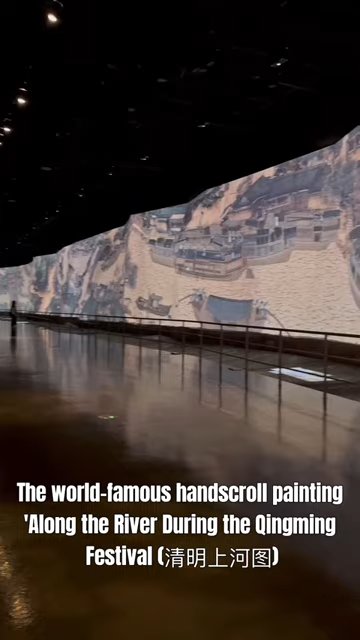 The world-famous handscroll painting
'Along the River During the Qingming
Festival (清明上河图)